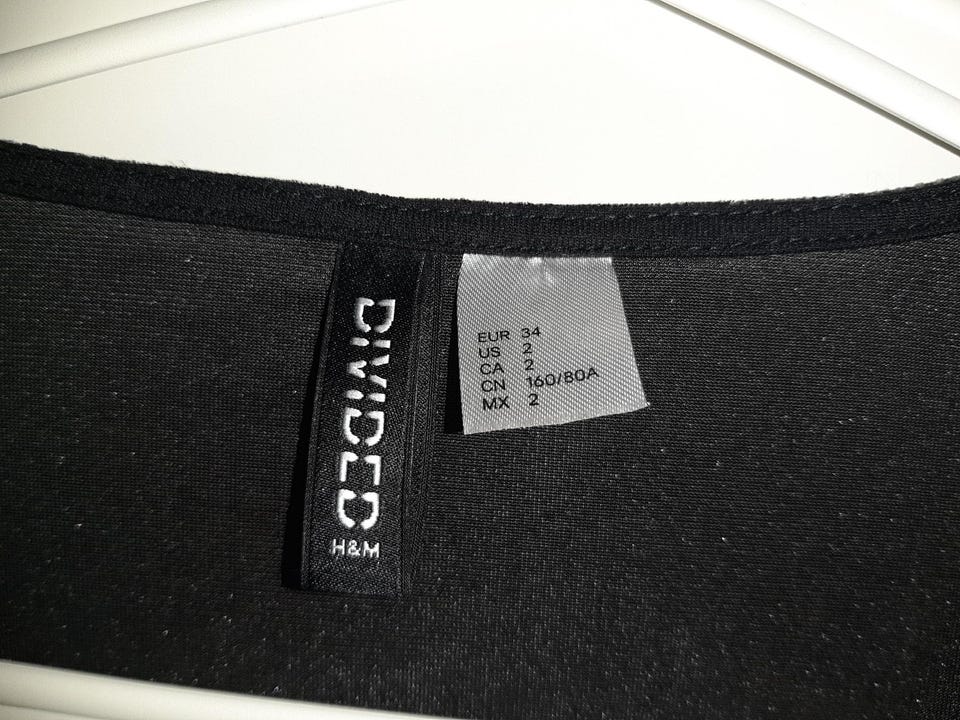 DIVIDED
H&M
EUR 34
US 2
CA 2
CN 160/80A
MX 2